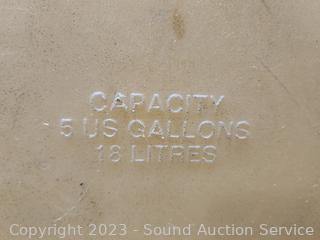 CAPACITY
5 US GALLONS
18 LITRES
Copyright 2023 - Sound Auction Service